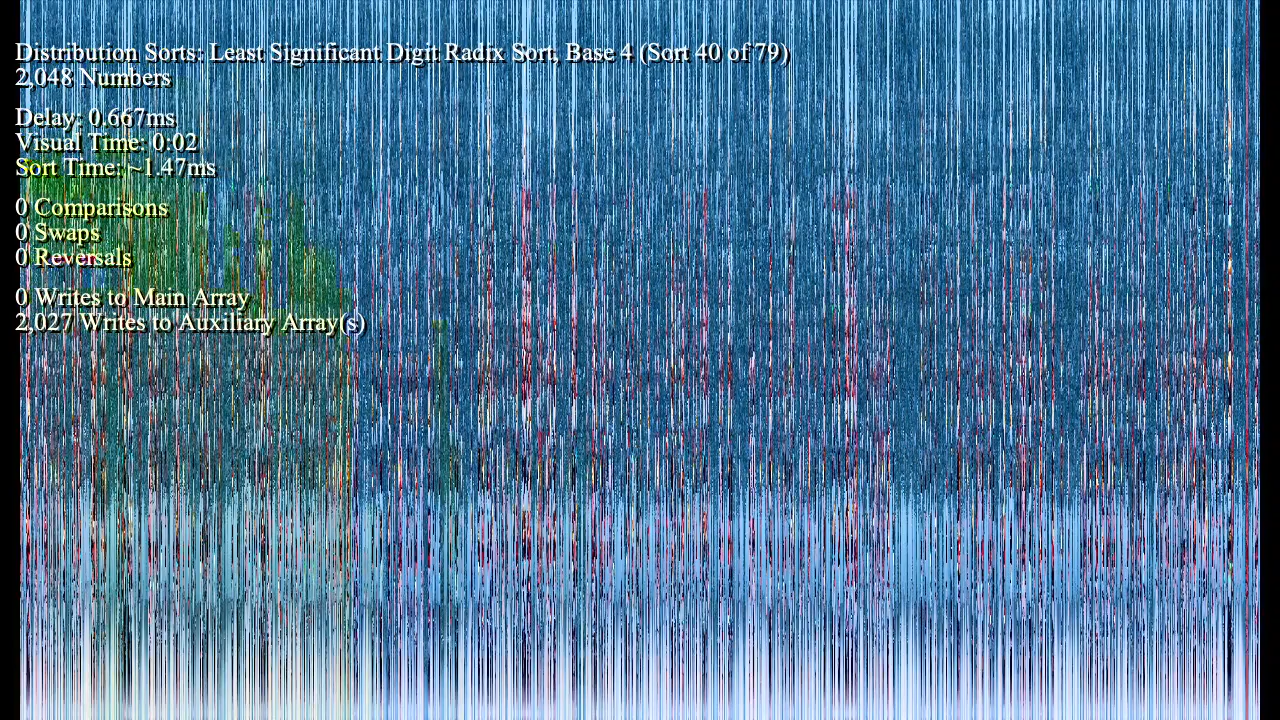 Distribution Sorts: Least Significant Digit Radix Sort, Base 4 (Sort 40 of 79)
2,048 Numbers
Delay: 0.667ms
Visual Time: 0:02
Sort Time: ~1.47ms
0 Comparisons
0 Swaps
0 Reversals
0 Writes to Main Array
2,027 Writes to Auxiliary Array(s)